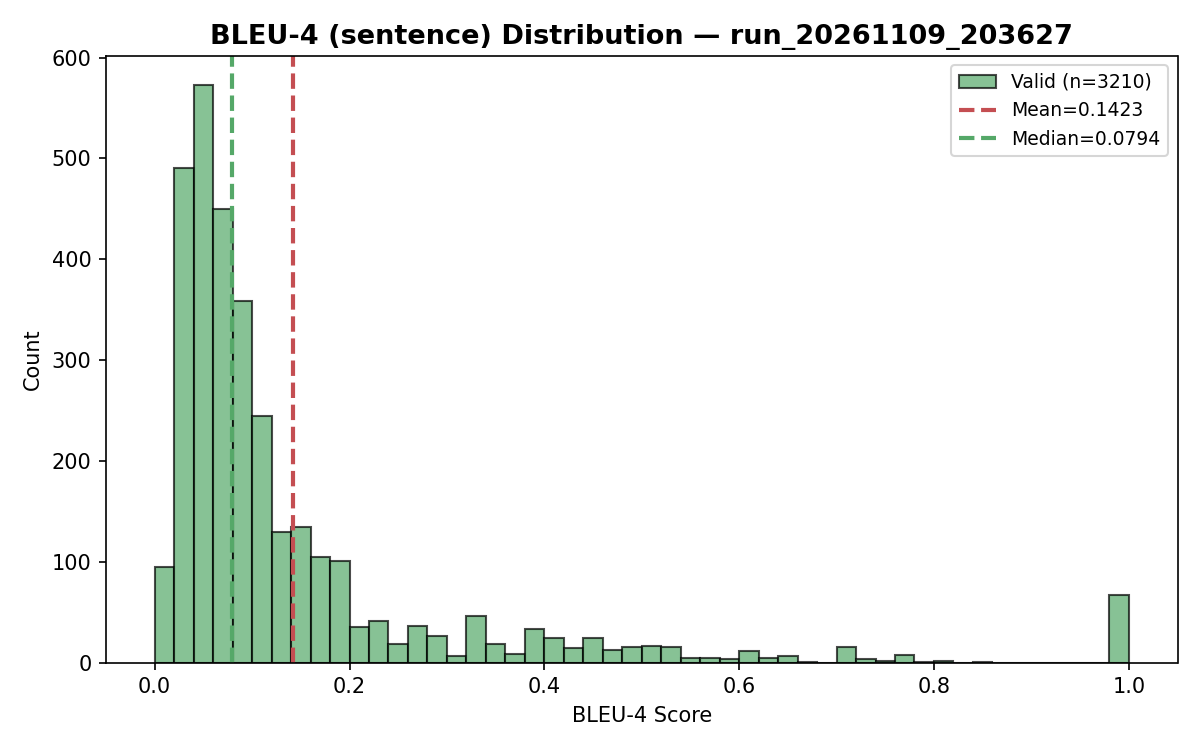 BLEU-4 (sentence) Distribution — run_20261109_203627
Valid (n=3210)
Mean=0.1423
Median=0.0794
Count
600
500
400
300
200
100
0
0.0 0.2 0.4 0.6 0.8 1.0
BLEU-4 Score